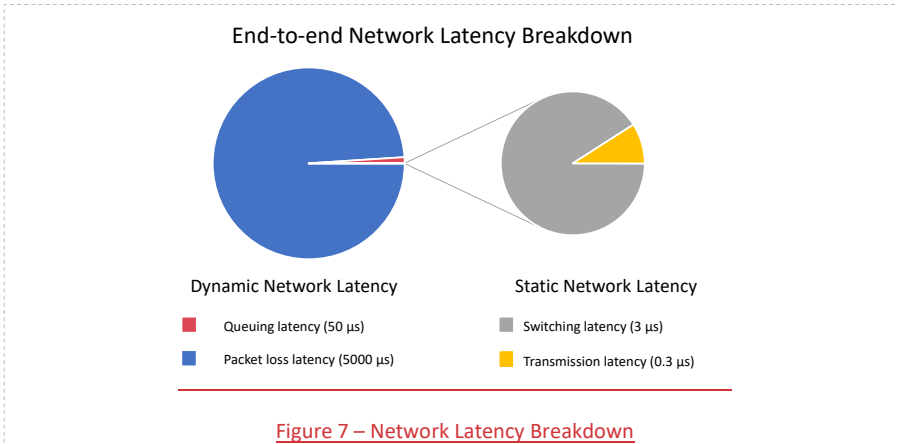 End-to-end Network Latency Breakdown
Dynamic Network Latency
Queuing latency (50 µs)
Packet loss latency (5000 µs)
Static Network Latency
Switching latency (3 µs)
Transmission latency (0.3 µs)
Figure 7 – Network Latency Breakdown